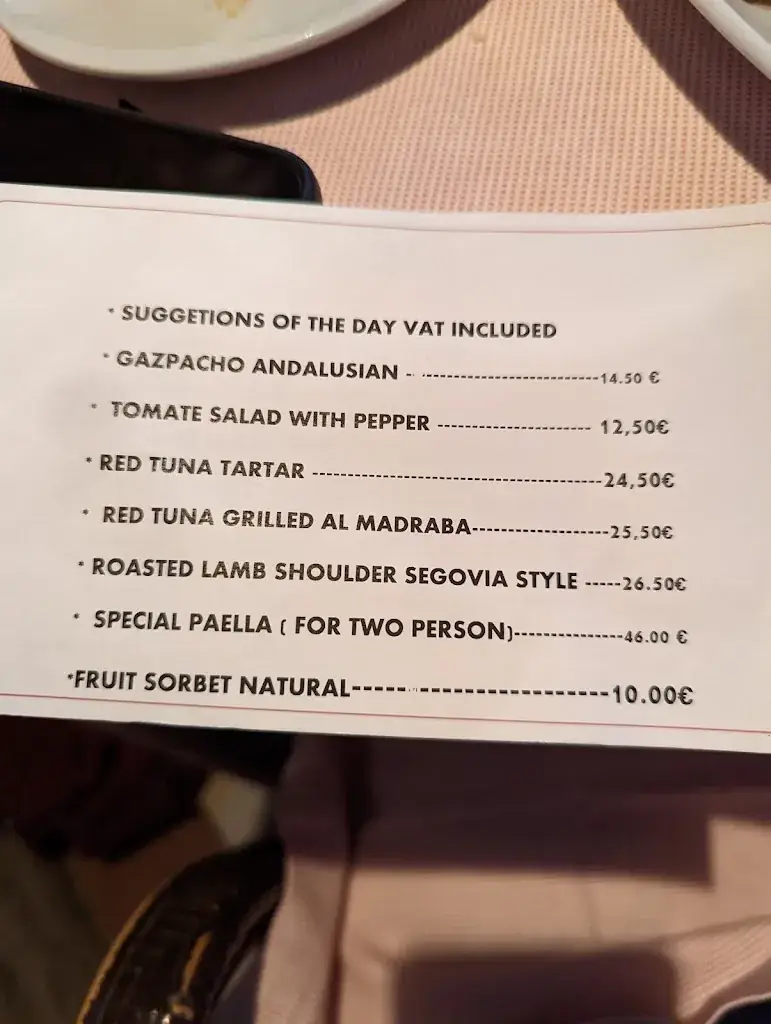 * SUGGETIONS OF THE DAY VAT INCLUDED
* GAZPACHO ANDALUSIAN - ----------------------------14.50 €
* TOMATE SALAD WITH PEPPER ------------------------ 12,50€
* RED TUNA TARTAR ---------------------------------------------24,50€
* RED TUNA GRILLED AL MADRABA---------------------25,50€
* ROASTED LAMB SHOULDER SEGOVIA STYLE -----26.50€
* SPECIAL PAELLA ( FOR TWO PERSON)----------------46.00 €
*FRUIT SORBET NATURAL----------------------------10.00€